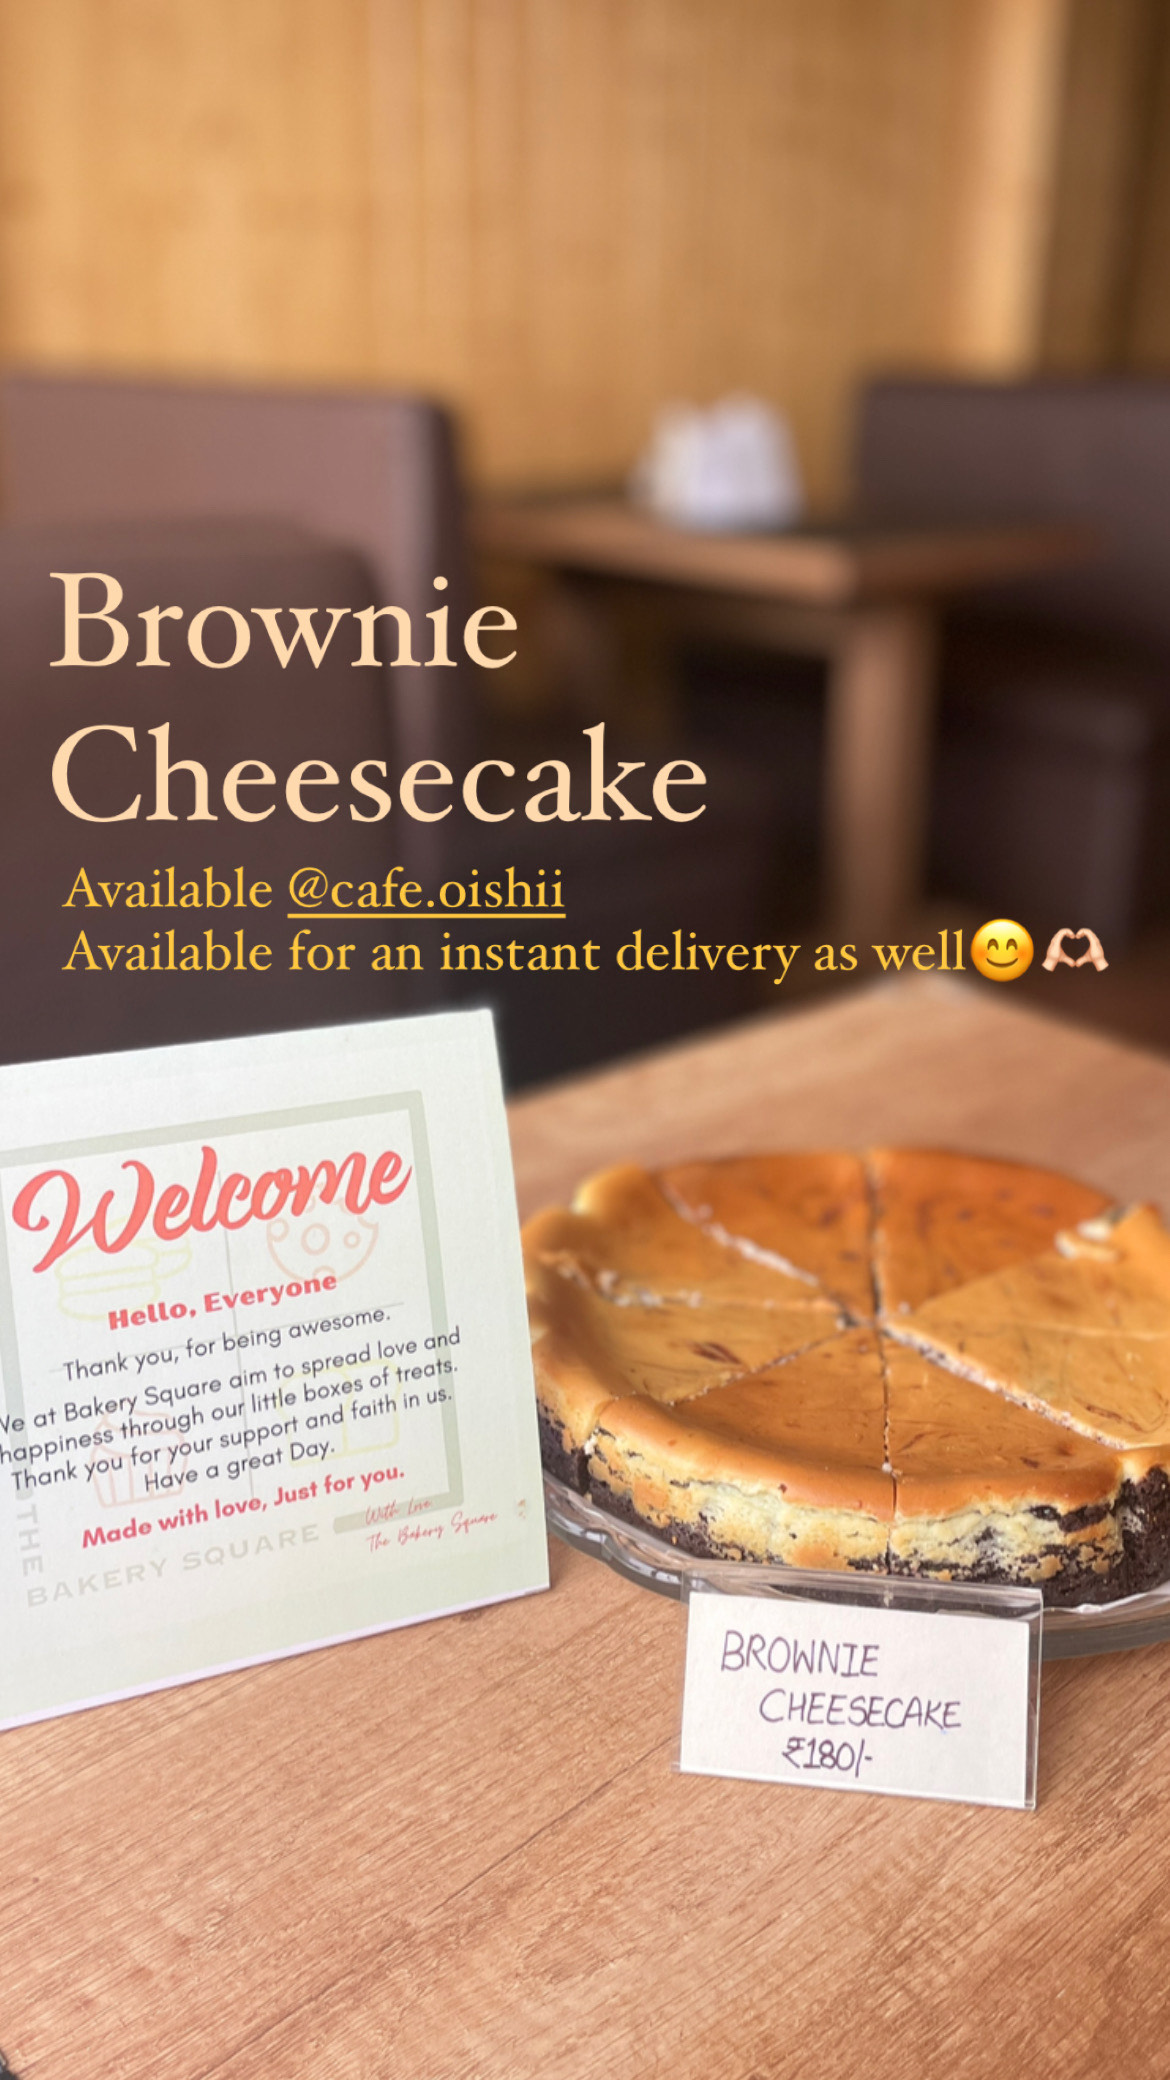 Brownie
Cheesecake
Available @cafe.oishii
Available for an instant delivery as well😊🫶🏻
Welcome
Hello, Everyone
Thank you, for being awesome.
We at Bakery Square aim to spread love and
happiness through our little boxes of treats.
Thank you for your support and faith in us.
Have a great Day.
Made with love, Just for you.
With Love
The Bakery Square
THE
BAKERY SQUARE
BROWNIE
CHEESECAKE
₹180/-